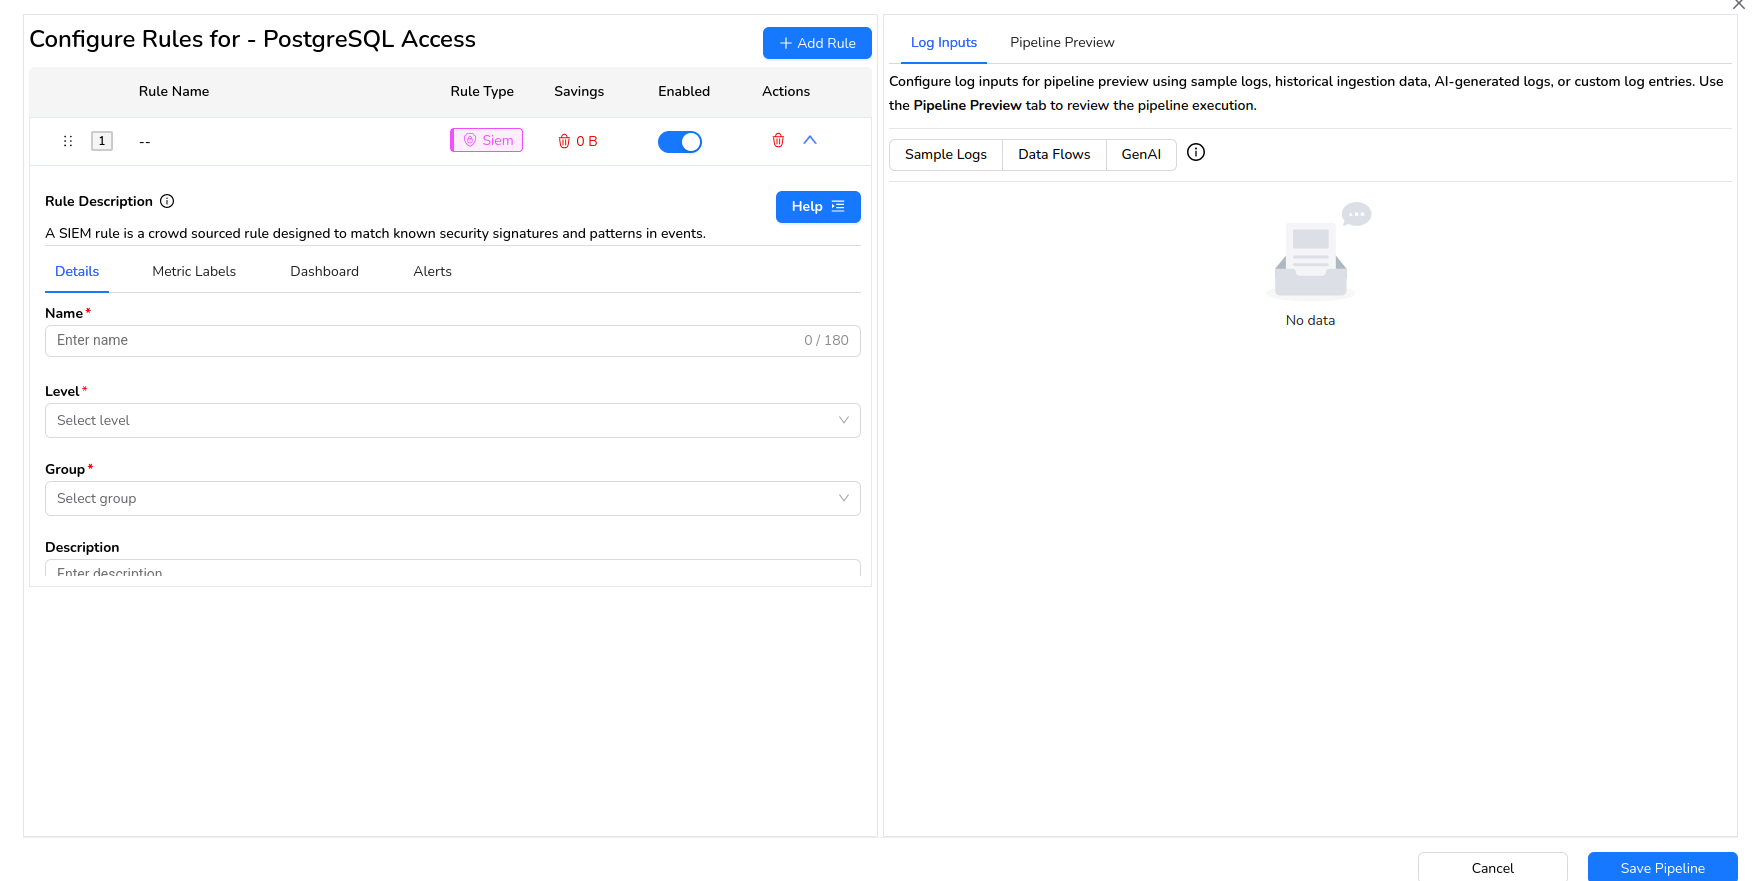 Configure Rules for - PostgreSQL Access
Add Rule
Rule Name
Rule Type
Savings
Enabled
Actions
1
--
Siem
0 B
Rule Description
Help
A SIEM rule is a crowd sourced rule designed to match known security signatures and patterns in events.
Details
Metric Labels
Dashboard
Alerts
Name*
Enter name
0 / 180
Level*
Select level
Group*
Select group
Description
Enter description
Log Inputs
Pipeline Preview
Configure log inputs for pipeline preview using sample logs, historical ingestion data, AI-generated logs, or custom log entries. Use
the Pipeline Preview tab to review the pipeline execution.
Sample Logs
Data Flows
GenAI
No data
Cancel
Save Pipeline